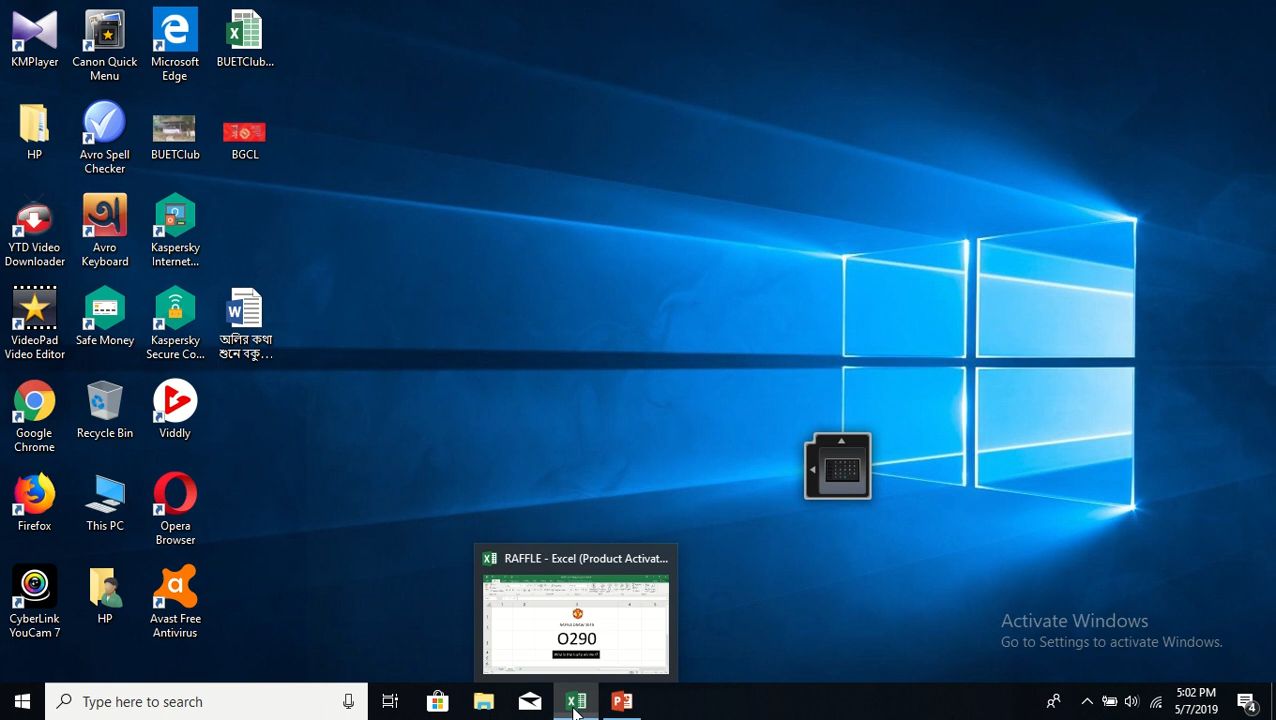 KMPlayer
Canon Quick
Menu
Microsoft
Edge
BUETClub...
HP
Avro Spell
Checker
BUETClub
BGCL
YTD Video
Downloader
Avro
Keyboard
Kaspersky
Internet...
VideoPad
Video Editor
Safe Money
Kaspersky
Secure Co...
অলির কথা
শুনে বকু...
Google
Chrome
Recycle Bin
Viddly
Firefox
This PC
Opera
Browser
CyberLink
YouCam 7
HP
Avast Free
Antivirus
RAFFLE - Excel (Product Activat...
O290
Activate Windows
Go to Settings to activate Windows.
Type here to search
5:02 PM
5/7/2019
4